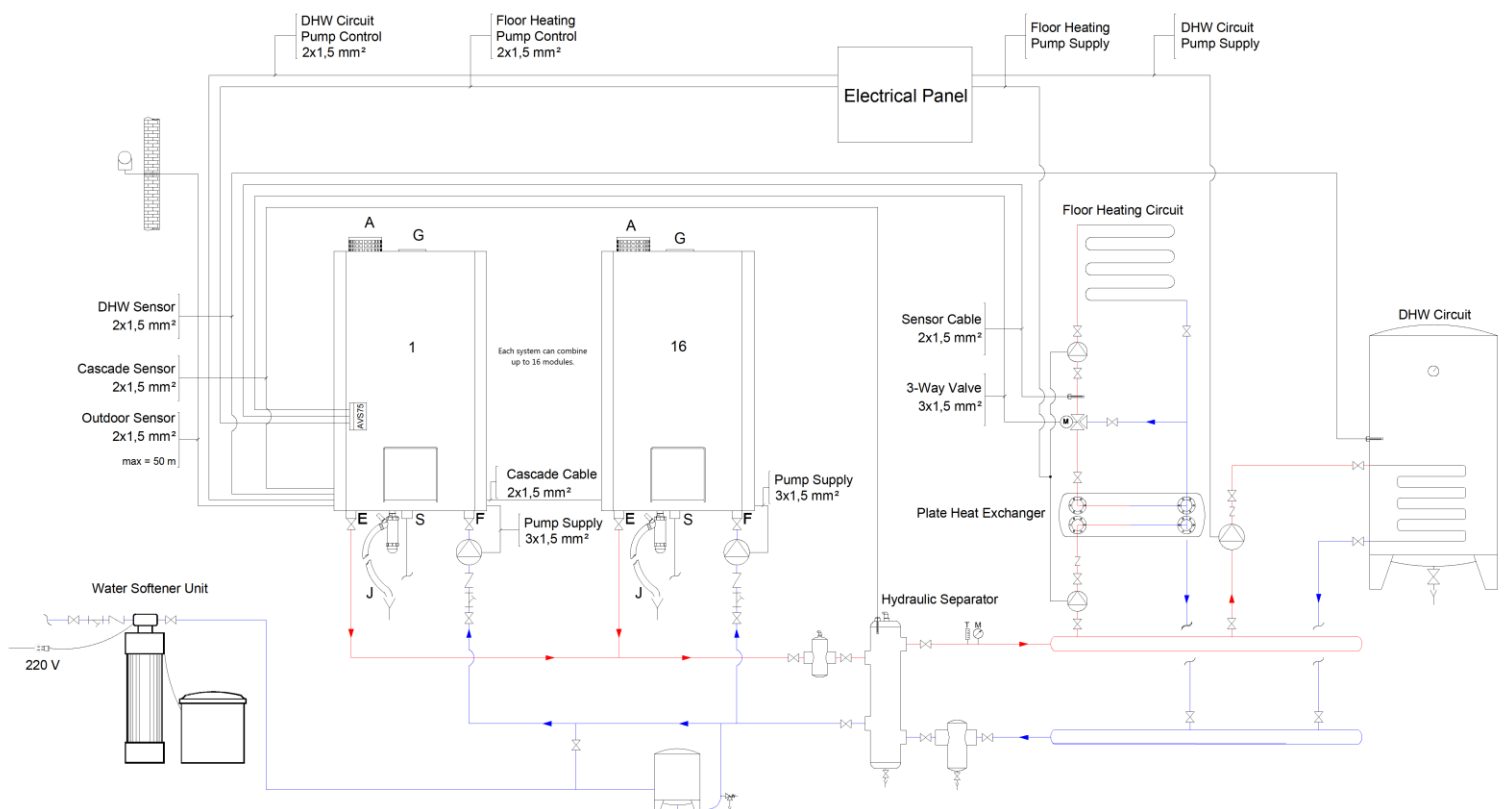 DHW Circuit
Pump Control
2x1,5 mm²
Floor Heating
Pump Control
2x1,5 mm²
Floor Heating
Pump Supply
DHW Circuit
Pump Supply
Electrical Panel
Floor Heating Circuit
A
G
A
G
DHW Sensor
2x1,5 mm²
Sensor Cable
2x1,5 mm²
DHW Circuit
1
Each system can combine
up to 16 modules.
16
Cascade Sensor
2x1,5 mm²
3-Way Valve
3x1,5 mm²
AVS75
M
Outdoor Sensor
2x1,5 mm²
max = 50 m
Cascade Cable
2x1,5 mm²
Pump Supply
3x1,5 mm²
E
S
F
E
S
F
Plate Heat Exchanger
Pump Supply
3x1,5 mm²
J
J
Water Softener Unit
Hydraulic Separator
T
M
220 V